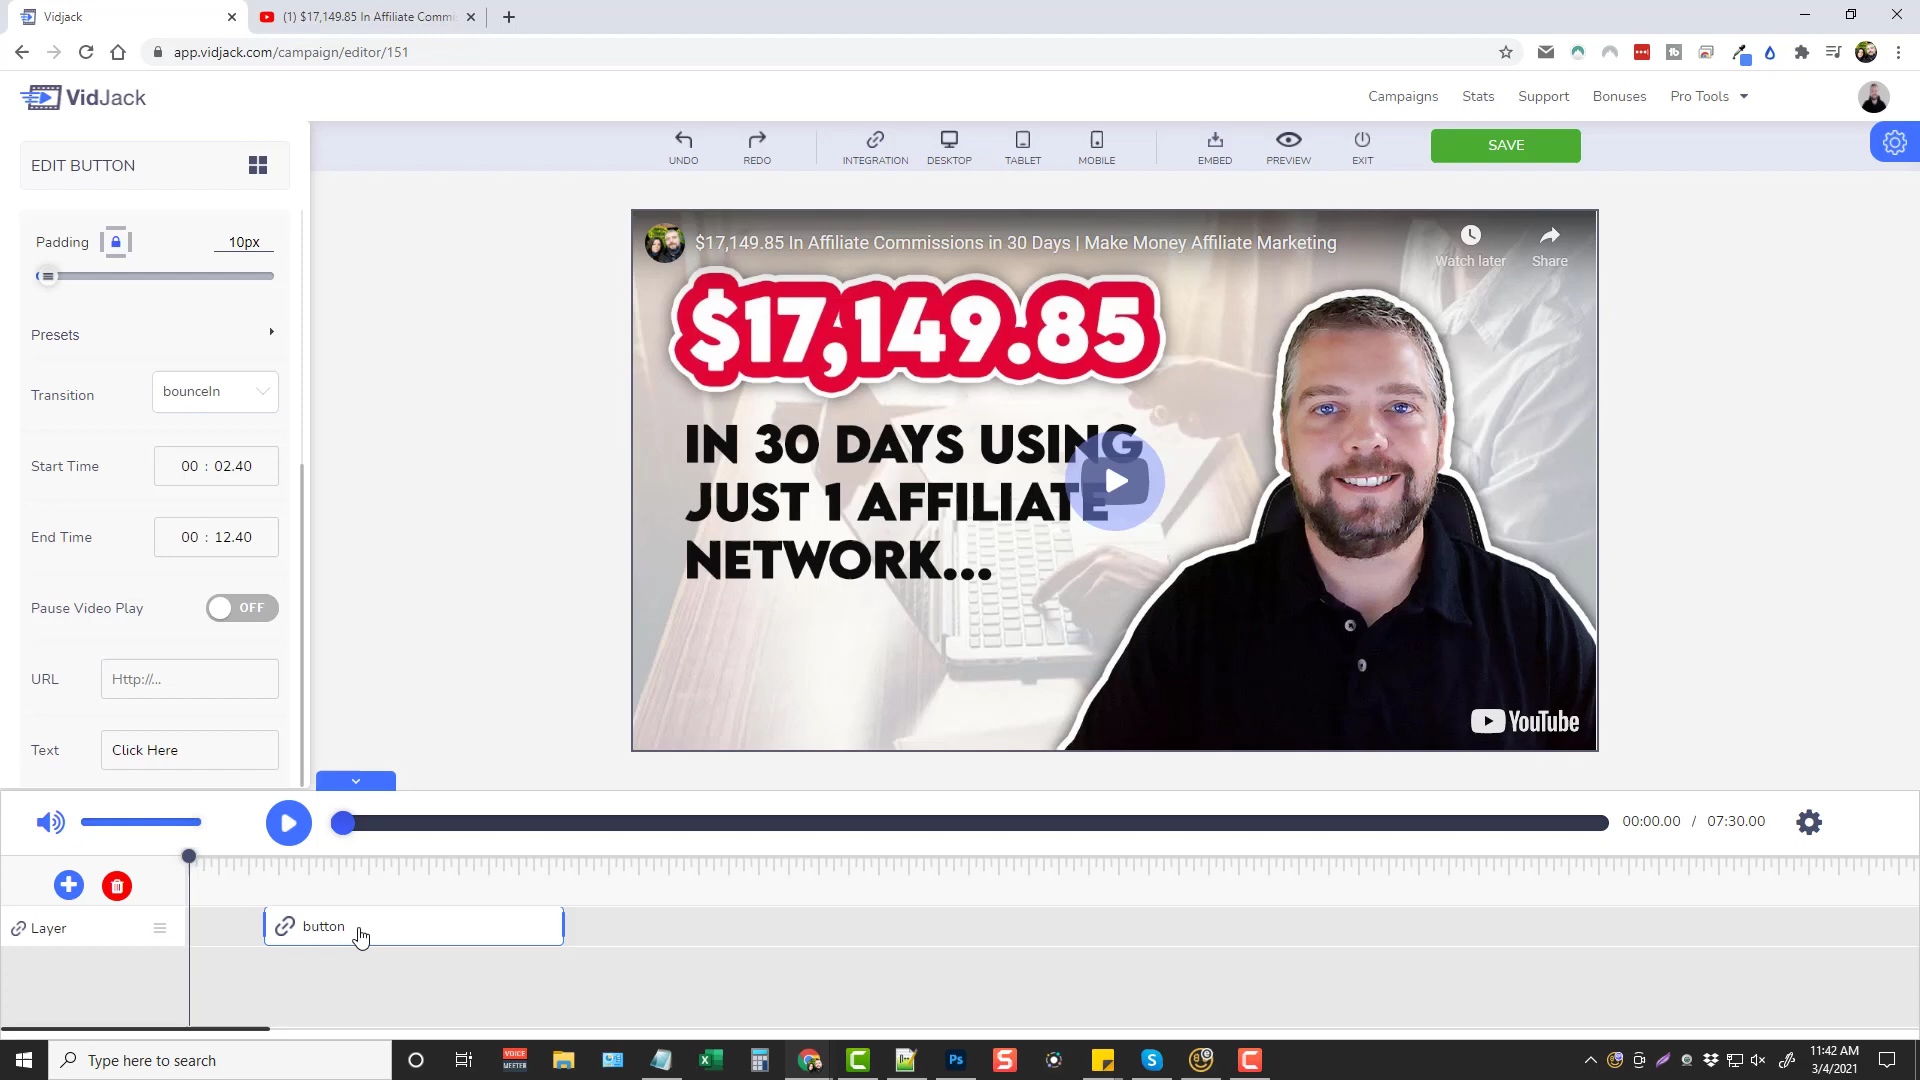 Vidjack
(1) $17,149.85 In Affiliate Commi
app.vidjack.com/campaign/editor/151
VidJack
Campaigns
Stats
Support
Bonuses
Pro Tools
EDIT BUTTON
UNDO
REDO
INTEGRATION
DESKTOP
TABLET
MOBILE
EMBED
PREVIEW
EXIT
SAVE
Padding
10px
Presets
Transition
bounceIn
Start Time
00 : 02.40
End Time
00 : 12.40
Pause Video Play
OFF
URL
Http://...
Text
Click Here
$17,149.85 In Affiliate Commissions in 30 Days | Make Money Affiliate Marketing
Watch later
Share
$17,149.85
IN 30 DAYS USING
JUST 1 AFFILIATE
NETWORK...
YouTube
00:00.00 / 07:30.00
Layer
button
Type here to search
VOICE
MEETER
Ps
11:42 AM
3/4/2021